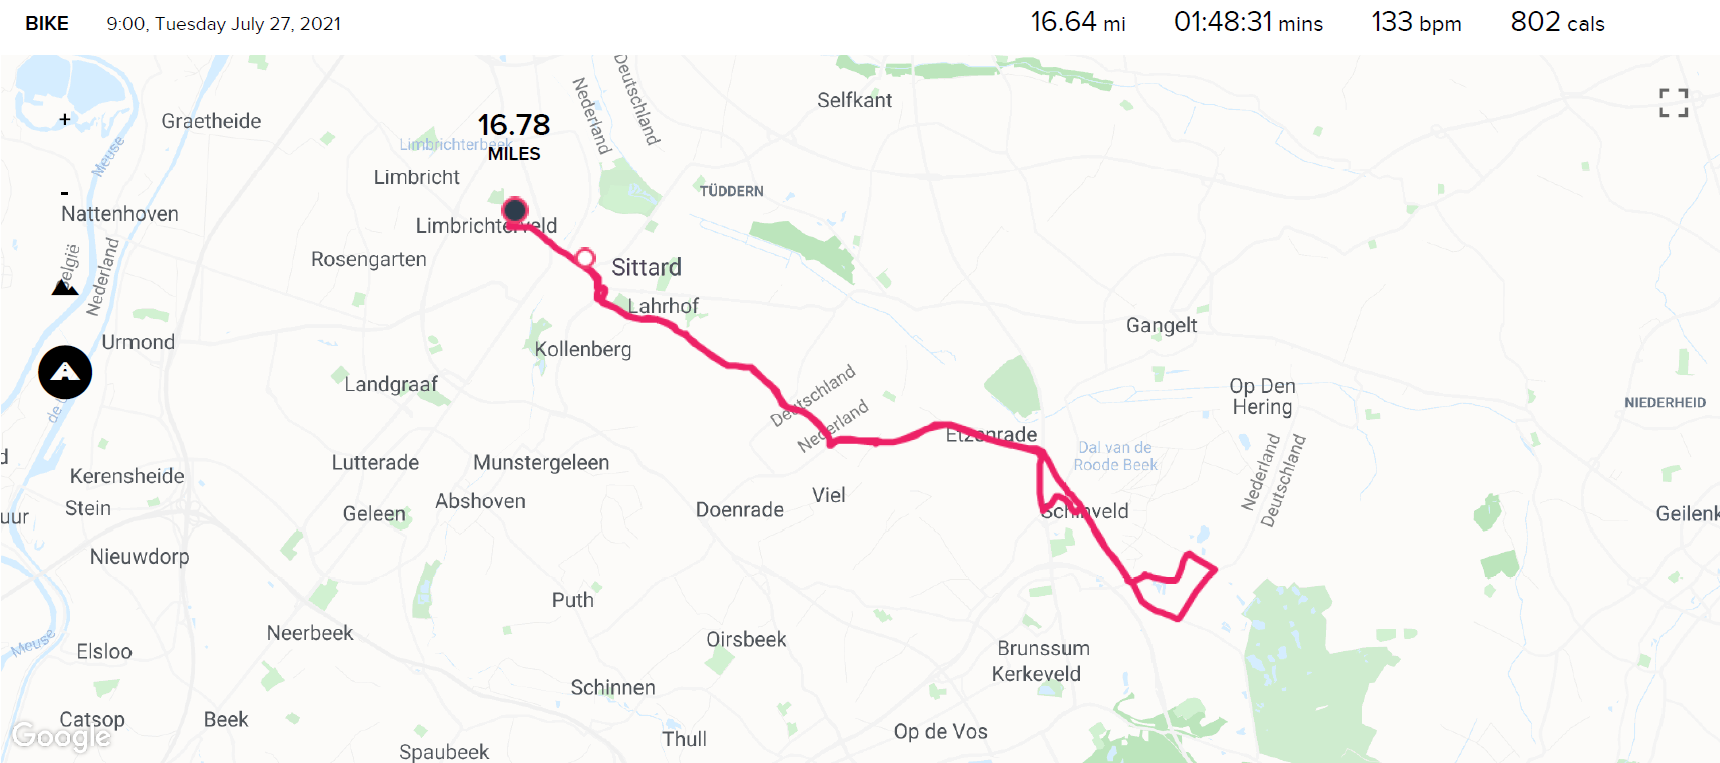 BIKE 9:00, Tuesday July 27, 2021 16.64 mi 01:48:31 mins 133 bpm 802 cals
Deutschland
Nederland
Selfkant
+
Graetheide
16.78
MILES
Limbrichterbeek
Meuse
Limbricht
TÜDDERN
-
Nattenhoven
Limbrichterveld
België
Nederland
Rosengarten
Sittard
Lahrhof
Gangelt
Urmond
Kollenberg
Landgraaf
Deutschland
Nederland
Op Den
Hering
NIEDERHEID
Etzenrade
Dal van de
Roode Beek
Nederland
Deutschland
Lutterade
Munstergeleen
Kerensheide
Abshoven
Viel
Stein
Geleen
Doenrade
Schinveld
Geilenk
uur
Nieuwdorp
Puth
Neerbeek
Oirsbeek
Meuse
Elsloo
Brunssum
Kerkeveld
Schinnen
Catsop
Beek
Op de Vos
Thull
Google
Spaubeek